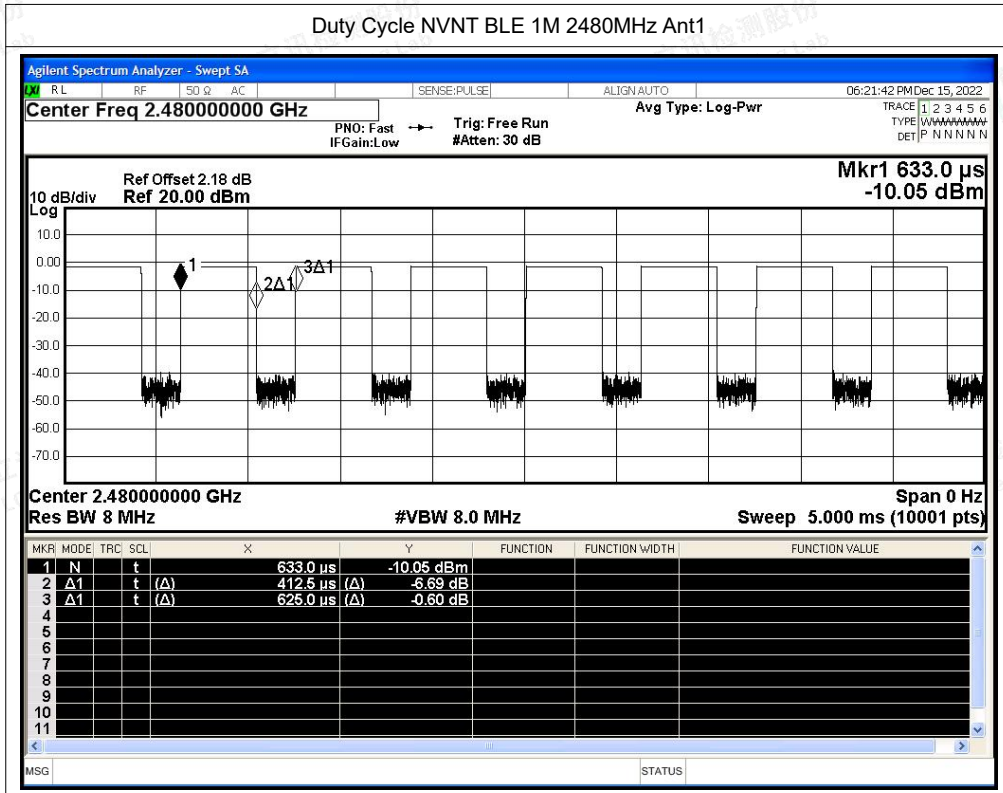 Duty Cycle NVNT BLE 1M 2480MHz Ant1
Agilent Spectrum Analyzer - Swept SA
LXI RL RF 50 Ω AC SENSE:PULSE ALIGNAUTO 06:21:42 PM Dec 15, 2022
Center Freq 2.480000000 GHz Avg Type: Log-Pwr TRACE 1 2 3 4 5 6
PNO: Fast Trig: Free Run TYPE WWWWWW
IFGain:Low #Atten: 30 dB DET P N N N N N
Mkr1 633.0 µs
Ref Offset 2.18 dB
10 dB/div Ref 20.00 dBm -10.05 dBm
Log
10.0
0.00
1 2Δ1 3Δ1
-10.0
-20.0
-30.0
-40.0
-50.0
-60.0
-70.0
Center 2.480000000 GHz Span 0 Hz
Res BW 8 MHz #VBW 8.0 MHz Sweep 5.000 ms (10001 pts)
MKR MODE TRC SCL X Y FUNCTION FUNCTION WIDTH FUNCTION VALUE
1 N t 633.0 µs -10.05 dBm
2 Δ1 t (Δ) 412.5 µs (Δ) -6.69 dB
3 Δ1 t (Δ) 625.0 µs (Δ) -0.60 dB
4
5
6
7
8
9
10
11
MSG STATUS